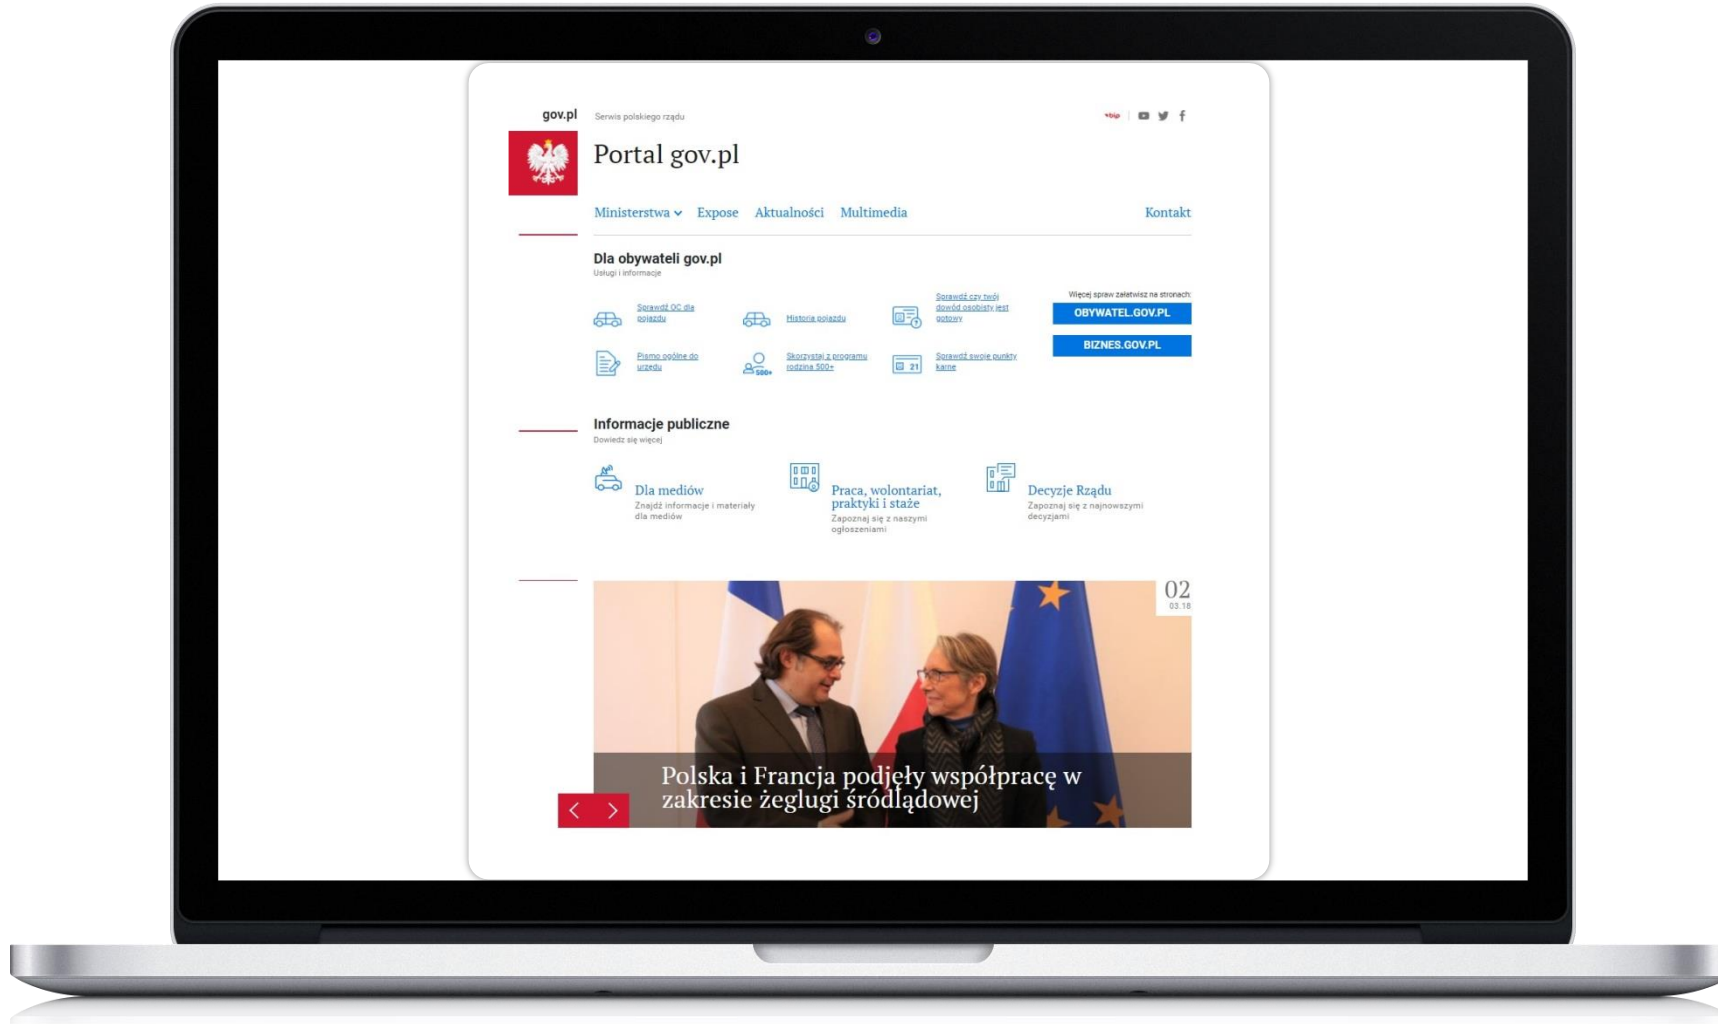 gov.pl
Serwis polskiego rządu
bip
Portal gov.pl
Ministerstwa
Expose
Aktualności
Multimedia
Kontakt
Dla obywateli gov.pl
Usługi i informacje
Sprawdź OC dla
pojazdu
Historia pojazdu
Sprawdź czy twój
dowód osobisty jest
gotowy
Pismo ogólne do
urzędu
500+
Skorzystaj z programu
rodzina 500+
21
Sprawdź swoje punkty
karne
Więcej spraw załatwisz na stronach:
OBYWATEL.GOV.PL
BIZNES.GOV.PL
Informacje publiczne
Dowiedz się więcej
Dla mediów
Znajdź informacje i materiały
dla mediów
Praca, wolontariat,
praktyki i staże
Zapoznaj się z naszymi
ogłoszeniami
Decyzje Rządu
Zapoznaj się z najnowszymi
decyzjami
02
03.18
Polska i Francja podjęły współpracę w
zakresie żeglugi śródlądowej